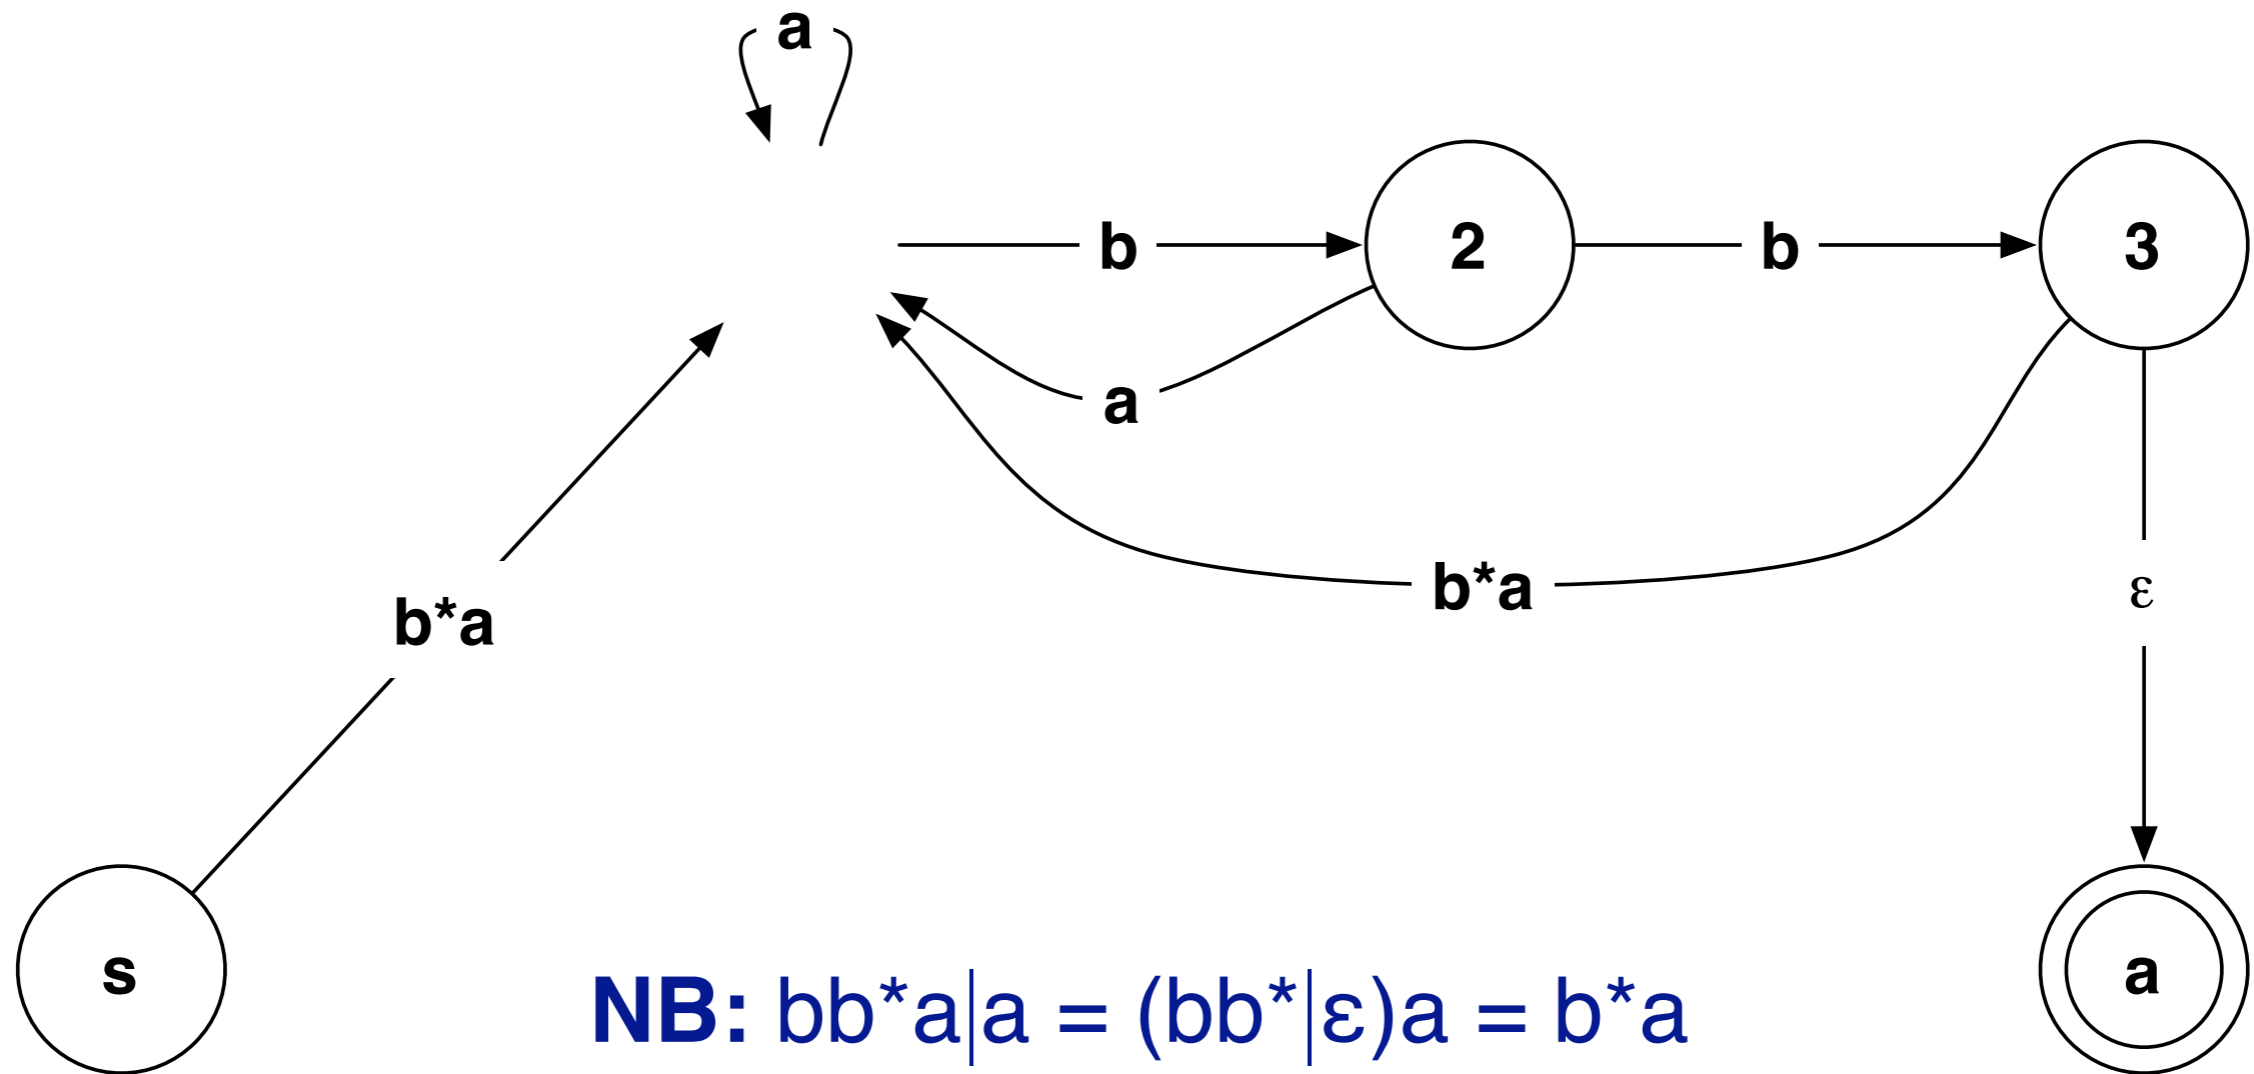 a
b 2 b 3
a
b*a
ε
b*a
s
a
NB: bb*a|a = (bb*|ε)a = b*a